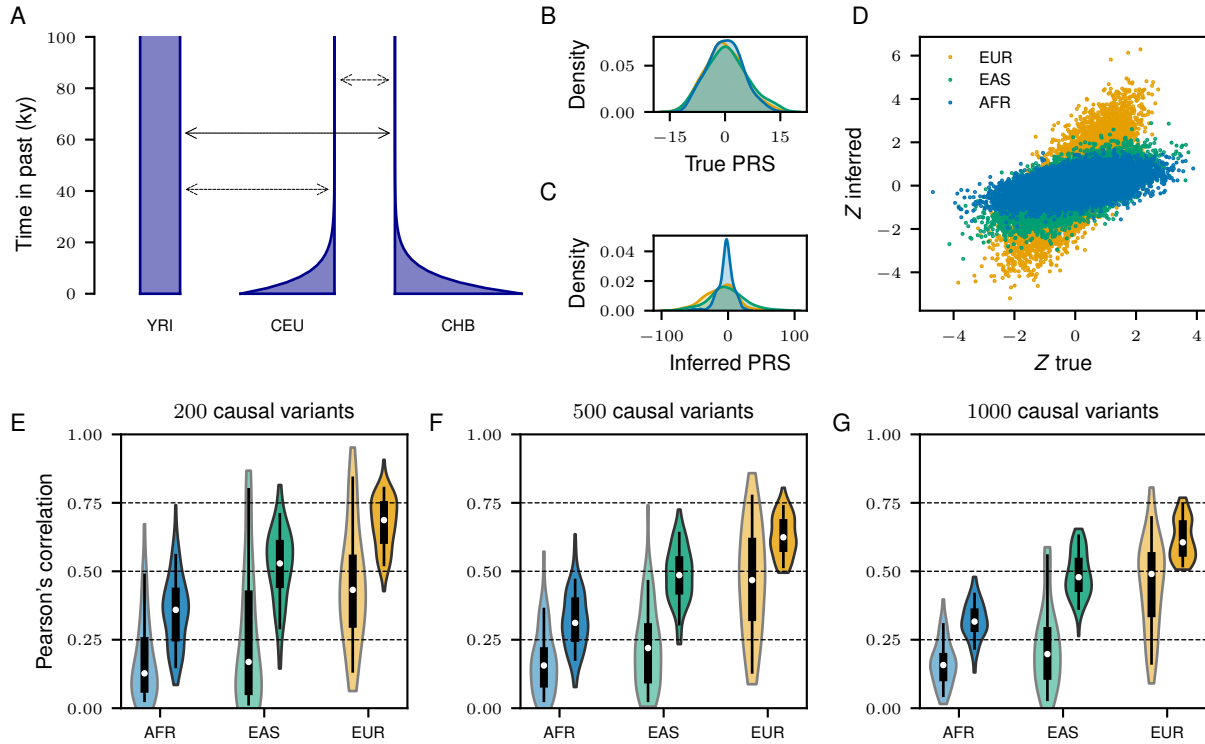 A
Time in past (ky)
100
80
60
40
20
0
YRI
CEU
CHB
B
Density
0.05
0.00
−15
0
15
True PRS
C
Density
0.04
0.02
0.00
−100
0
100
Inferred PRS
D
Z inferred
6
4
2
0
−2
−4
EUR
EAS
AFR
−4
−2
0
2
4
Z true
E
200 causal variants
Pearson's correlation
1.00
0.75
0.50
0.25
0.00
AFR
EAS
EUR
F
500 causal variants
1.00
0.75
0.50
0.25
0.00
AFR
EAS
EUR
G
1000 causal variants
1.00
0.75
0.50
0.25
0.00
AFR
EAS
EUR